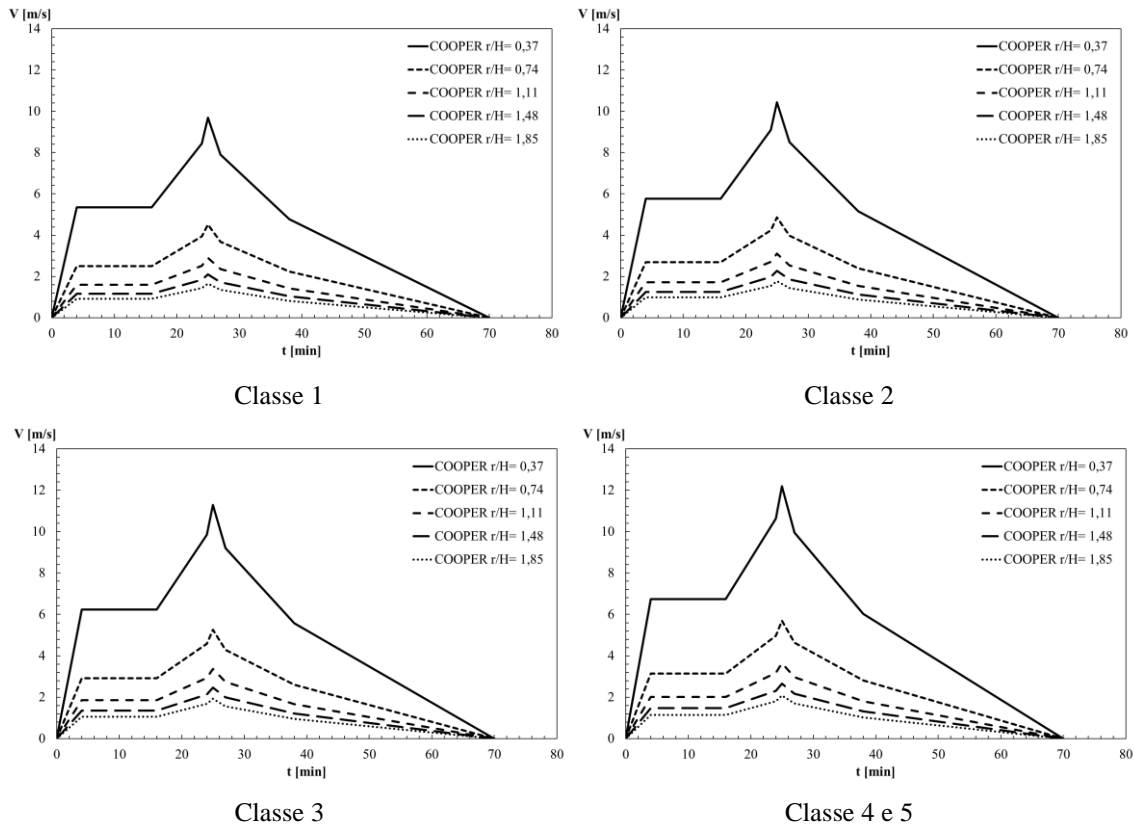 V [m/s]
14
12
10
8
6
4
2
0
0 10 20 30 40 50 60 70 80
t [min]
COOPER r/H= 0,37
COOPER r/H= 0,74
COOPER r/H= 1,11
COOPER r/H= 1,48
COOPER r/H= 1,85
Classe 1
V [m/s]
14
12
10
8
6
4
2
0
0 10 20 30 40 50 60 70 80
t [min]
COOPER r/H= 0,37
COOPER r/H= 0,74
COOPER r/H= 1,11
COOPER r/H= 1,48
COOPER r/H= 1,85
Classe 2
V [m/s]
14
12
10
8
6
4
2
0
0 10 20 30 40 50 60 70 80
t [min]
COOPER r/H= 0,37
COOPER r/H= 0,74
COOPER r/H= 1,11
COOPER r/H= 1,48
COOPER r/H= 1,85
Classe 3
V [m/s]
14
12
10
8
6
4
2
0
0 10 20 30 40 50 60 70 80
t [min]
COOPER r/H= 0,37
COOPER r/H= 0,74
COOPER r/H= 1,11
COOPER r/H= 1,48
COOPER r/H= 1,85
Classe 4 e 5